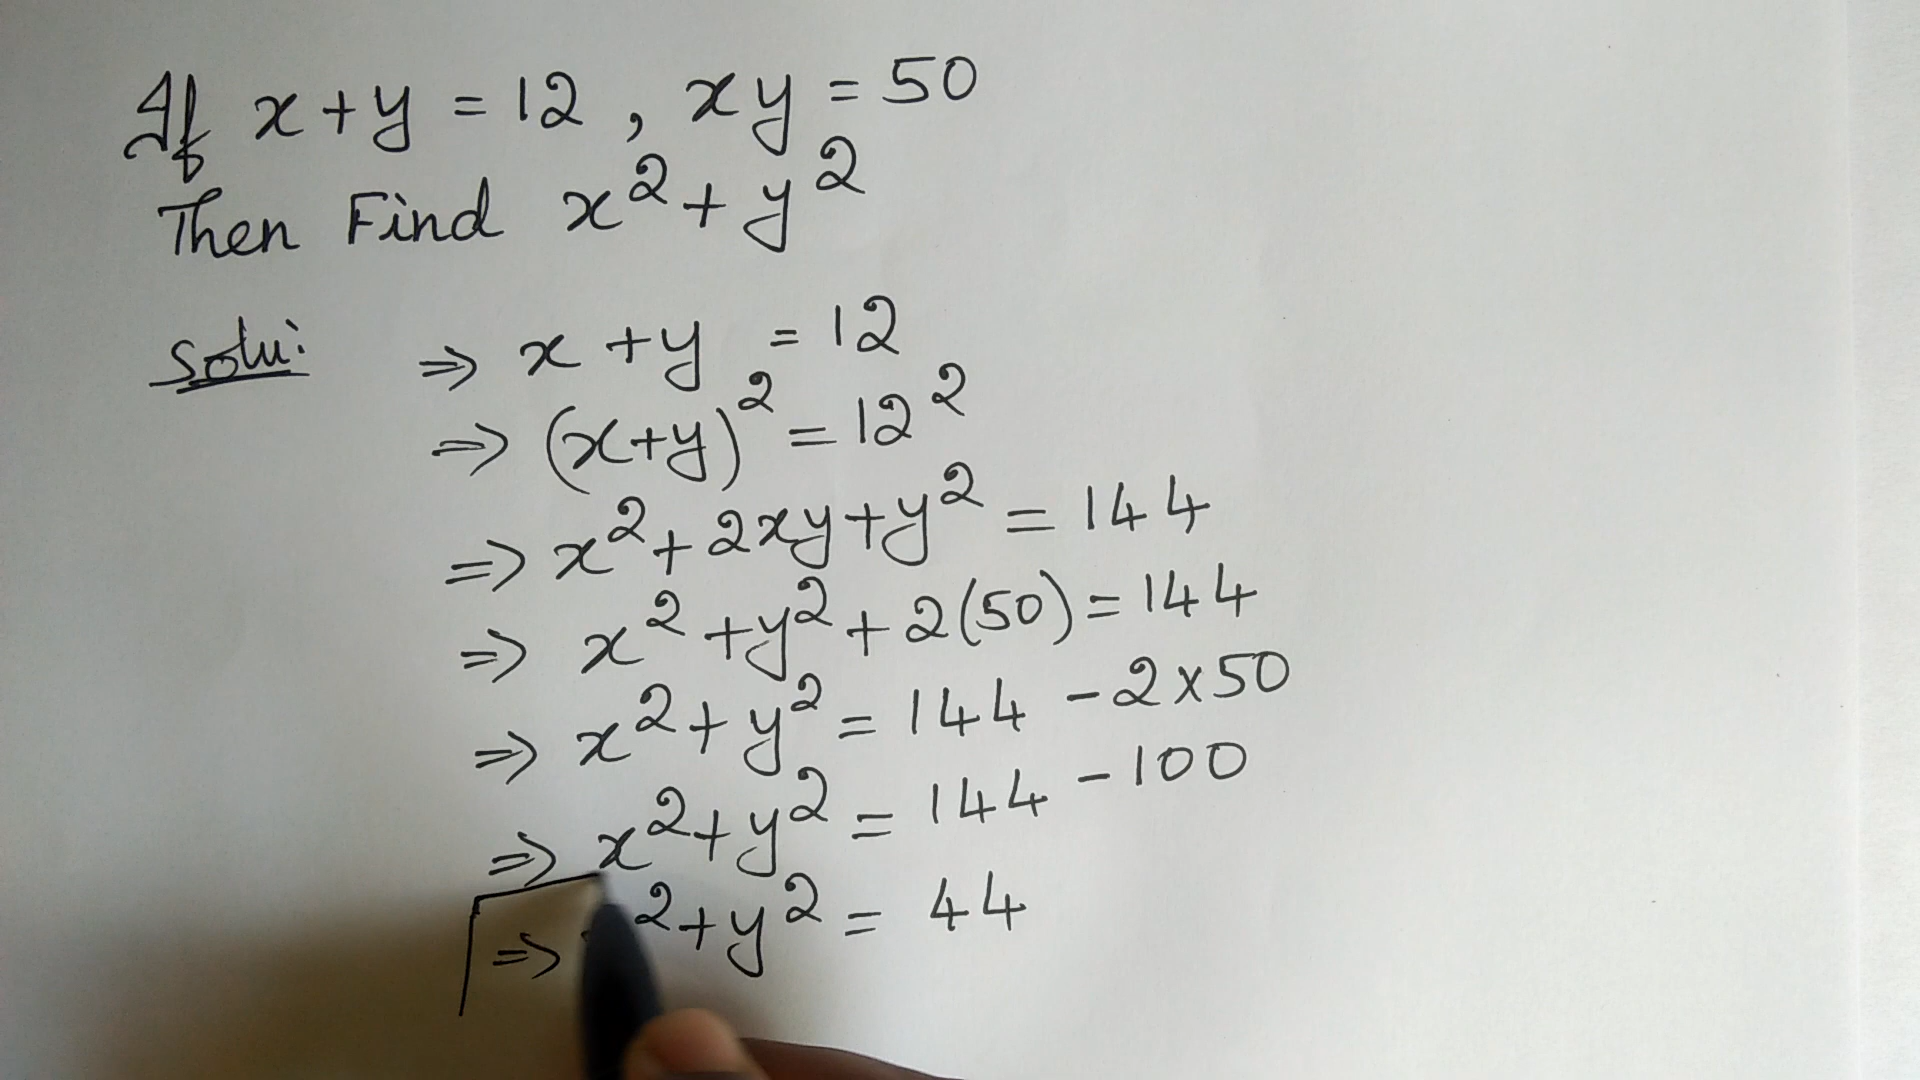 If x+y = 12 , xy = 50
Then Find x² + y²
Solu:
⇒ x + y = 12
⇒ (x+y)² = 12²
⇒ x² + 2xy + y² = 144
⇒ x² + y² + 2(50) = 144
⇒ x² + y² = 144 - 2×50
⇒ x² + y² = 144 - 100
⇒ ² + y² = 44